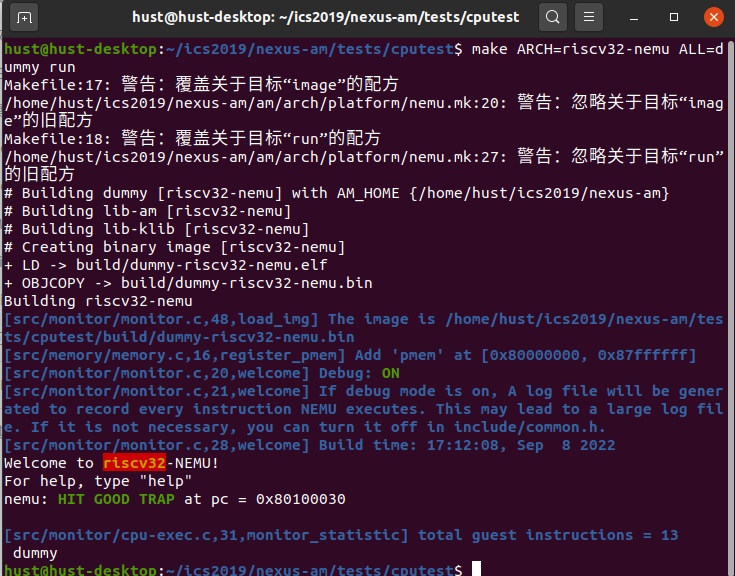 hust@hust-desktop: ~/ics2019/nexus-am/tests/cputest
hust@hust-desktop:~/ics2019/nexus-am/tests/cputest$ make ARCH=riscv32-nemu ALL=d
ummy run
Makefile:17: 警告：覆盖关于目标“image”的配方
/home/hust/ics2019/nexus-am/am/arch/platform/nemu.mk:20: 警告：忽略关于目标“imag
e”的旧配方
Makefile:18: 警告：覆盖关于目标“run”的配方
/home/hust/ics2019/nexus-am/am/arch/platform/nemu.mk:27: 警告：忽略关于目标“run”
的旧配方
# Building dummy [riscv32-nemu] with AM_HOME {/home/hust/ics2019/nexus-am}
# Building lib-am [riscv32-nemu]
# Building lib-klib [riscv32-nemu]
# Creating binary image [riscv32-nemu]
+ LD -> build/dummy-riscv32-nemu.elf
+ OBJCOPY -> build/dummy-riscv32-nemu.bin
Building riscv32-nemu
[src/monitor/monitor.c,48,load_img] The image is /home/hust/ics2019/nexus-am/tes
ts/cputest/build/dummy-riscv32-nemu.bin
[src/memory/memory.c,16,register_pmem] Add 'pmem' at [0x80000000, 0x87ffffff]
[src/monitor/monitor.c,20,welcome] Debug: ON
[src/monitor/monitor.c,21,welcome] If debug mode is on, A log file will be gener
ated to record every instruction NEMU executes. This may lead to a large log fil
e. If it is not necessary, you can turn it off in include/common.h.
[src/monitor/monitor.c,28,welcome] Build time: 17:12:08, Sep  8 2022
Welcome to riscv32-NEMU!
For help, type "help"
nemu: HIT GOOD TRAP at pc = 0x80100030
[src/monitor/cpu-exec.c,31,monitor_statistic] total guest instructions = 13
dummy
hust@hust-desktop:~/ics2019/nexus-am/tests/cputest$